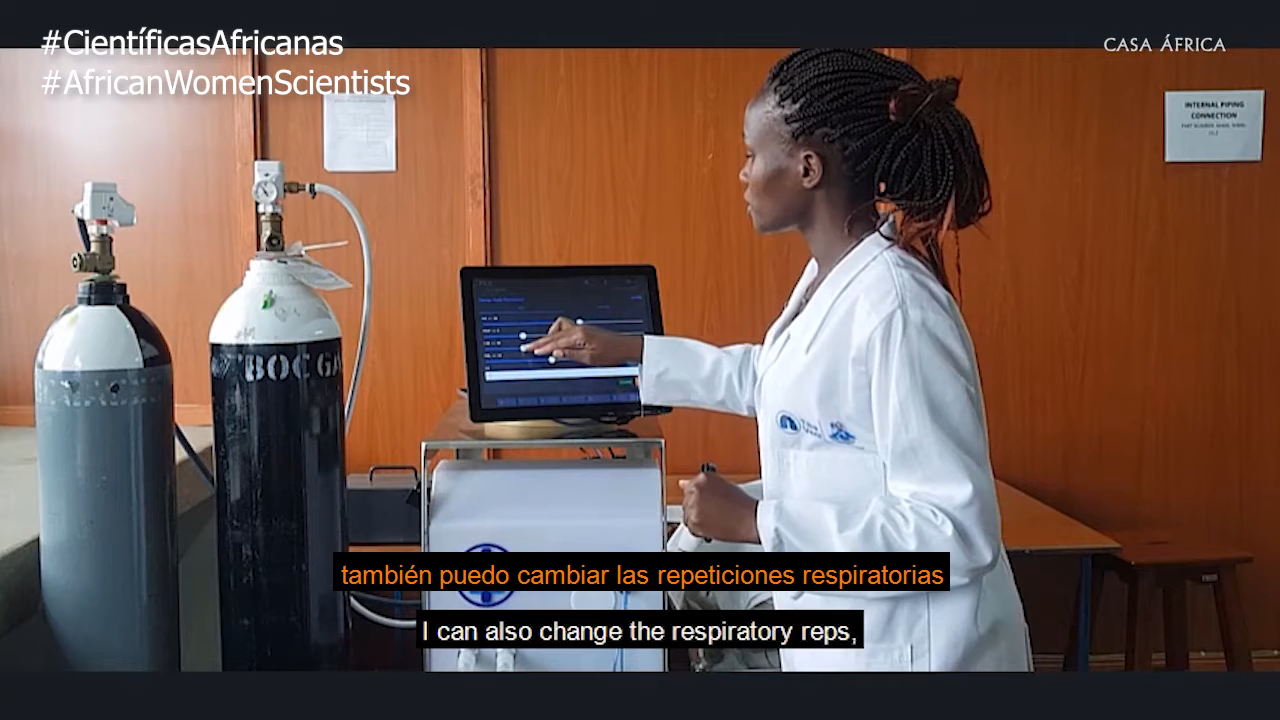 #CientíficasAfricanas
#AfricanWomenScientists
CASA ÁFRICA
INTERNAL PIPING
CONNECTION
BOC GA
también puedo cambiar las repeticiones respiratorias
I can also change the respiratory reps,